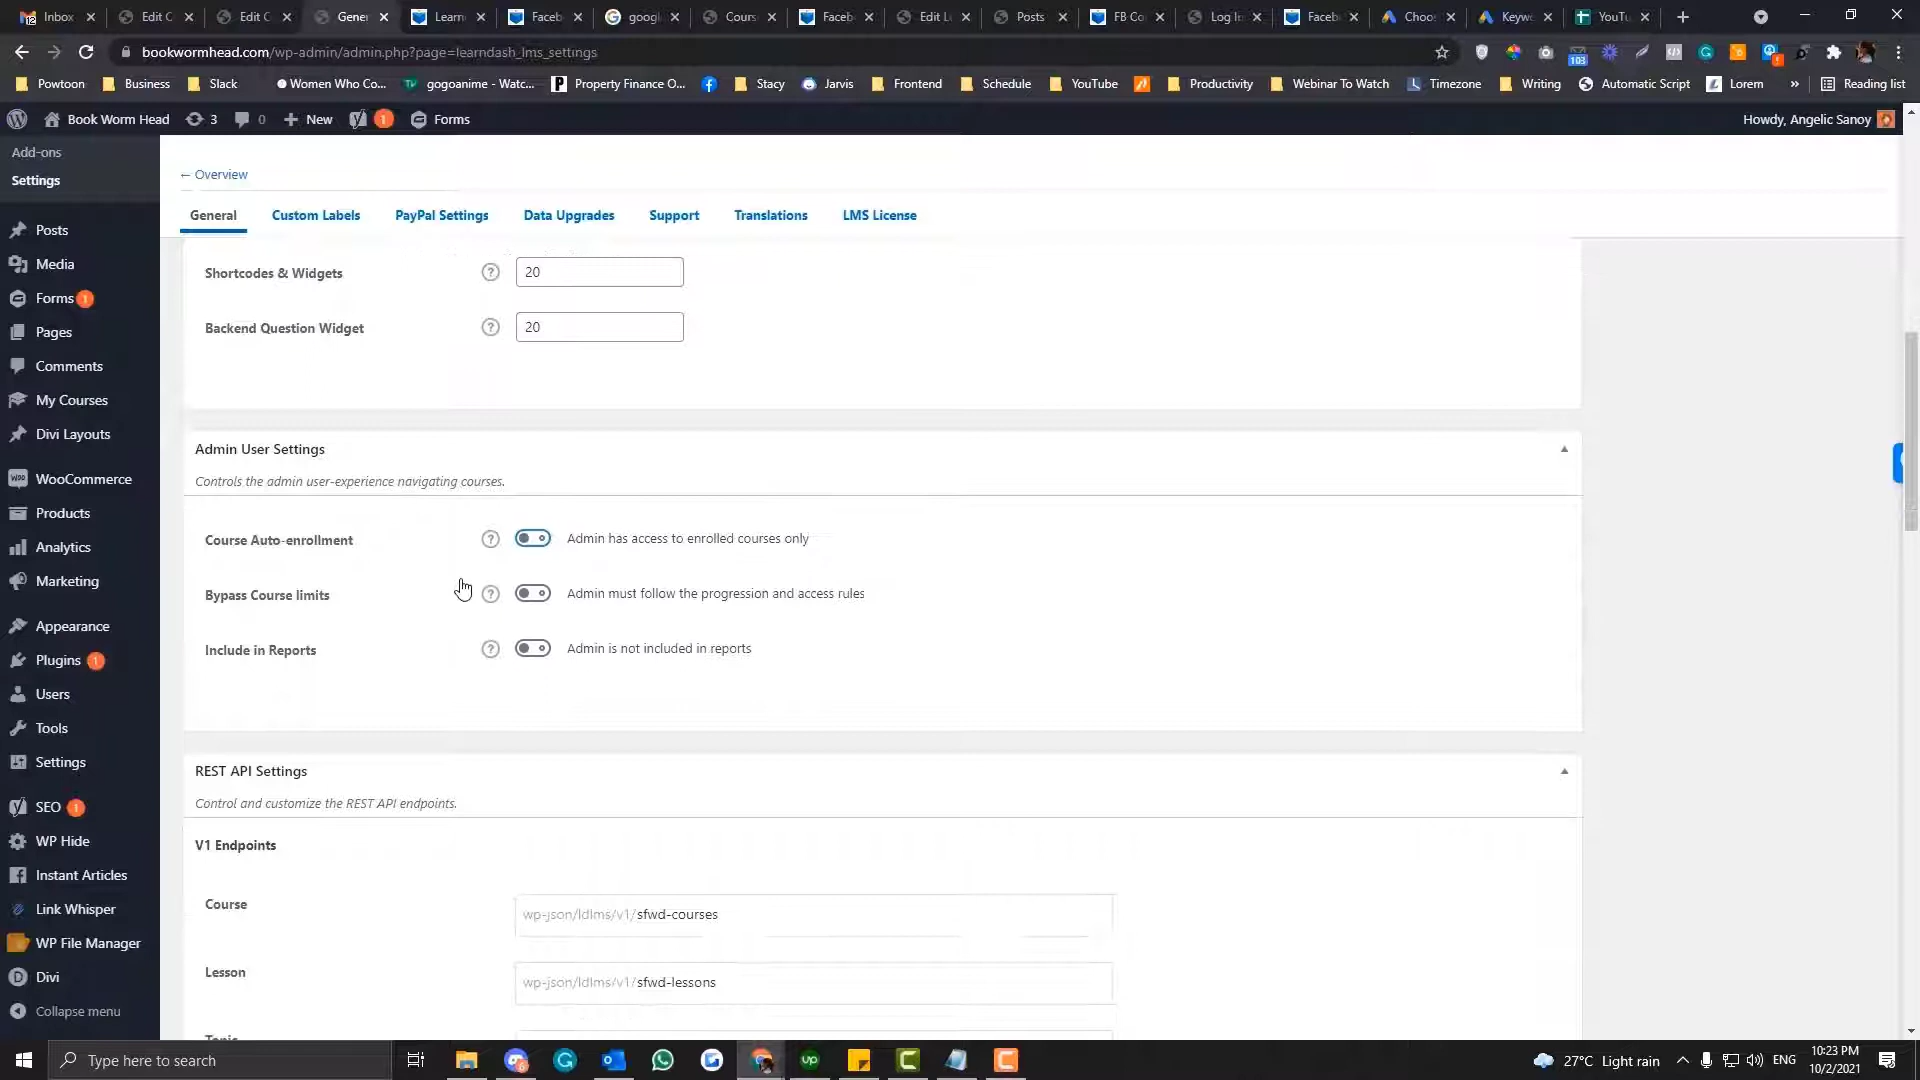 Inbox
Edit C
Edit C
Gene
Learn
Faceb
googl
Cours
Faceb
Edit L
Posts
FB Co
Log In
Faceb
Choo
Keyw
YouTu
bookwormhead.com/wp-admin/admin.php?page=learndash_lms_settings
103
Powtoon
Business
Slack
Women Who Co...
gogoanime - Watc...
Property Finance O...
Stacy
Jarvis
Frontend
Schedule
YouTube
Productivity
Webinar To Watch
Writing
Timezone
Automatic Script
Lorem
»
Reading list
Book Worm Head
3
0
New
1
Forms
Howdy, Angelic Sanoy
Add-ons
Settings
Posts
Media
Forms 1
Pages
Comments
My Courses
Divi Layouts
WooCommerce
Products
Analytics
Marketing
Appearance
Plugins 1
Users
Tools
Settings
SEO 1
WP Hide
Instant Articles
Link Whisper
WP File Manager
Divi
Collapse menu
← Overview
General
Custom Labels
PayPal Settings
Data Upgrades
Support
Translations
LMS License
Shortcodes & Widgets ? 20
Backend Question Widget ? 20
Admin User Settings
Controls the admin user-experience navigating courses.
Course Auto-enrollment ? Admin has access to enrolled courses only
Bypass Course limits ? Admin must follow the progression and access rules
Include in Reports ? Admin is not included in reports
REST API Settings
Control and customize the REST API endpoints.
V1 Endpoints
Course wp-json/ldlms/v1/sfwd-courses
Lesson wp-json/ldlms/v1/sfwd-lessons
Type here to search
27°C Light rain
ENG
10:23 PM
10/2/2021